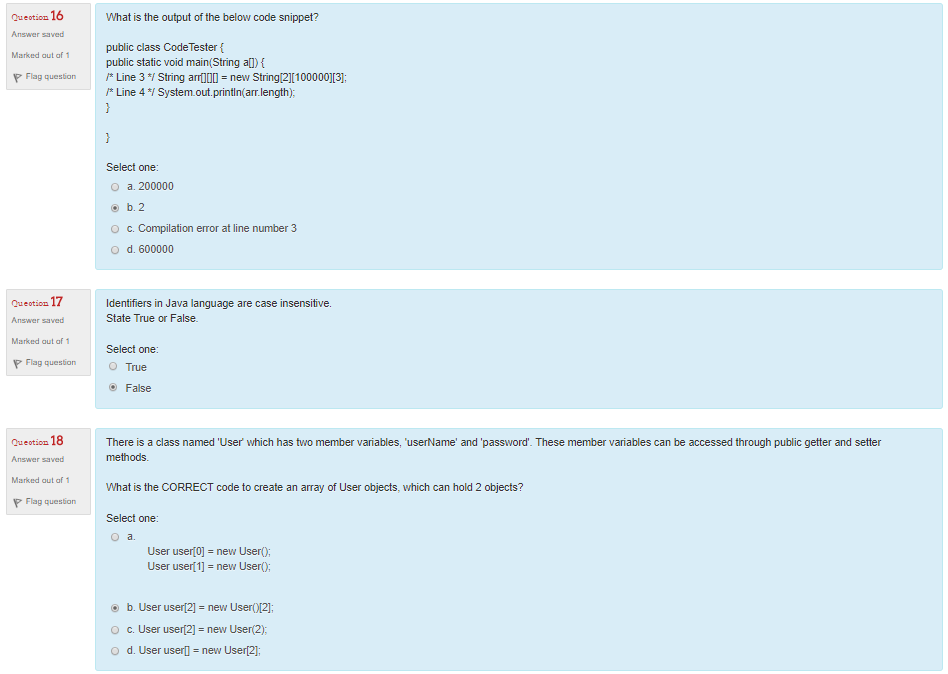 Question 16
Answer saved
Marked out of 1
Flag question
What is the output of the below code snippet?
public class CodeTester {
public static void main(String a[]) {
/* Line 3 */ String arr[][][] = new String[2][100000][3];
/* Line 4 */ System.out.println(arr.length);
}
}
Select one:
a. 200000
b. 2
c. Compilation error at line number 3
d. 600000
Question 17
Answer saved
Marked out of 1
Flag question
Identifiers in Java language are case insensitive.
State True or False.
Select one:
True
False
Question 18
Answer saved
Marked out of 1
Flag question
There is a class named 'User' which has two member variables, 'userName' and 'password'. These member variables can be accessed through public getter and setter
methods.
What is the CORRECT code to create an array of User objects, which can hold 2 objects?
Select one:
a.
User user[0] = new User();
User user[1] = new User();
b. User user[2] = new User()[2];
c. User user[2] = new User(2);
d. User user[] = new User[2];